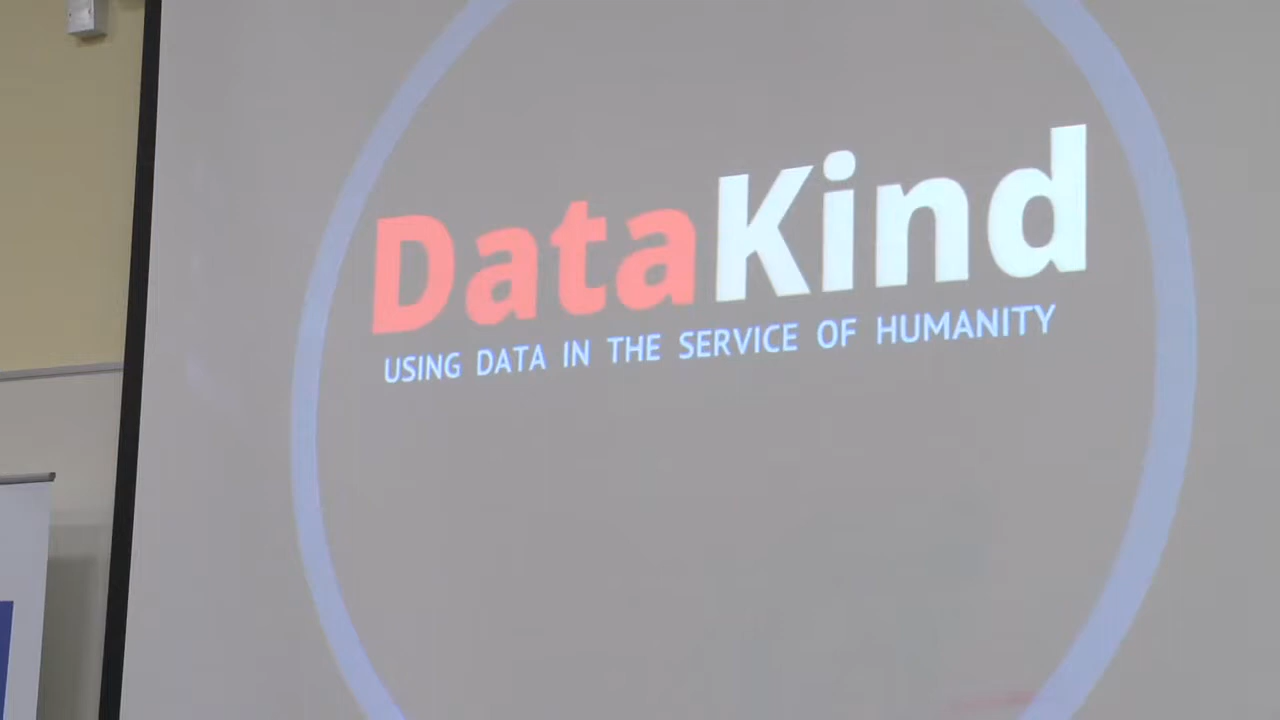 DataKind
USING DATA IN THE SERVICE OF HUMANITY